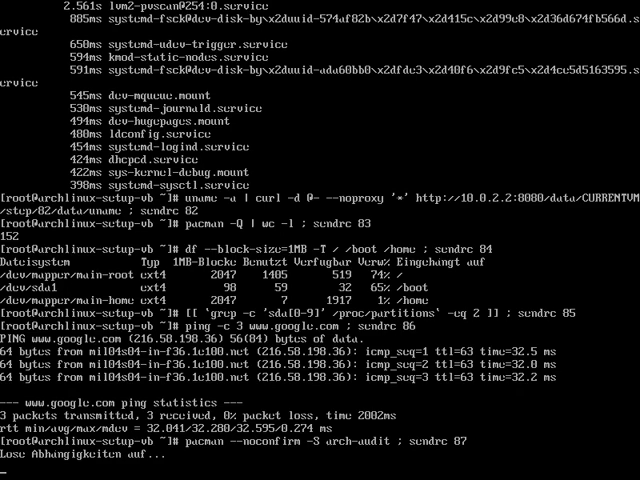 2.561s lvm2-pvscan@254:0.service
885ms systemd-fsck@dev-disk-by\x2duuid-574af82b\x2d7f47\x2d415c\x2d99e8\x2d36d674fb566d.s
ervice
650ms systemd-udev-trigger.service
594ms kmod-static-nodes.service
591ms systemd-fsck@dev-disk-by\x2duuid-ada60bb0\x2dfdc3\x2d40f6\x2d9fc5\x2d4cc5d5163595.s
ervice
545ms dev-mqueue.mount
530ms systemd-journald.service
494ms dev-hugepages.mount
480ms ldconfig.service
454ms systemd-logind.service
424ms dhcpcd.service
422ms sys-kernel-debug.mount
398ms systemd-sysctl.service
[root@archlinux-setup-vb ~]# uname -a | curl -d @- --noproxy '*' http://10.0.2.2:8080/data/CURRENTVM
/step/82/data/uname ; sendrc 82
[root@archlinux-setup-vb ~]# pacman -Q | wc -l ; sendrc 83
152
[root@archlinux-setup-vb ~]# df --block-size=1MB -T / /boot /home ; sendrc 84
Dateisystem Typ 1MB-Blöcke Benutzt Verfügbar Verw% Eingehängt auf
/dev/mapper/main-root ext4 2047 1405 519 74% /
/dev/sda1 ext4 98 59 32 65% /boot
/dev/mapper/main-home ext4 2047 7 1917 1% /home
[root@archlinux-setup-vb ~]# [[ `grep -c 'sda[0-9]' /proc/partitions` -eq 2 ]] ; sendrc 85
[root@archlinux-setup-vb ~]# ping -c 3 www.google.com ; sendrc 86
PING www.google.com (216.58.198.36) 56(84) bytes of data.
64 bytes from mil04s04-in-f36.1e100.net (216.58.198.36): icmp_seq=1 ttl=63 time=32.5 ms
64 bytes from mil04s04-in-f36.1e100.net (216.58.198.36): icmp_seq=2 ttl=63 time=32.0 ms
64 bytes from mil04s04-in-f36.1e100.net (216.58.198.36): icmp_seq=3 ttl=63 time=32.2 ms
--- www.google.com ping statistics ---
3 packets transmitted, 3 received, 0% packet loss, time 2002ms
rtt min/avg/max/mdev = 32.041/32.280/32.595/0.274 ms
[root@archlinux-setup-vb ~]# pacman --noconfirm -S arch-audit ; sendrc 87
Löse Abhängigkeiten auf...